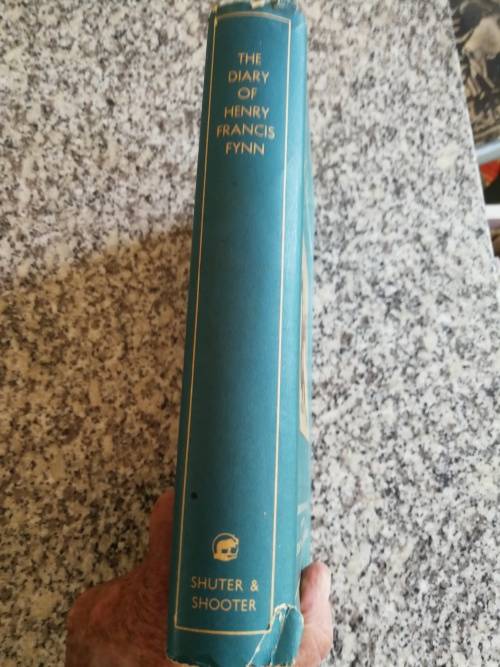 THE
DIARY
OF
HENRY
FRANCIS
FYNN
SHUTER &
SHOOTER